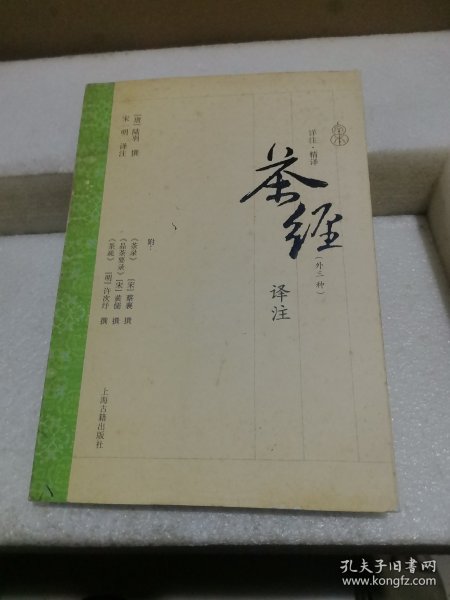 详注·精译
茶经
(外三种)
译注
[唐] 陆羽 撰
宋明 译注
附：
《茶录》 [宋] 蔡襄 撰
《品茶要录》 [宋] 黄儒 撰
《茶疏》 [明] 许次纾 撰
上海古籍出版社
孔夫子旧书网
www.kongfz.com